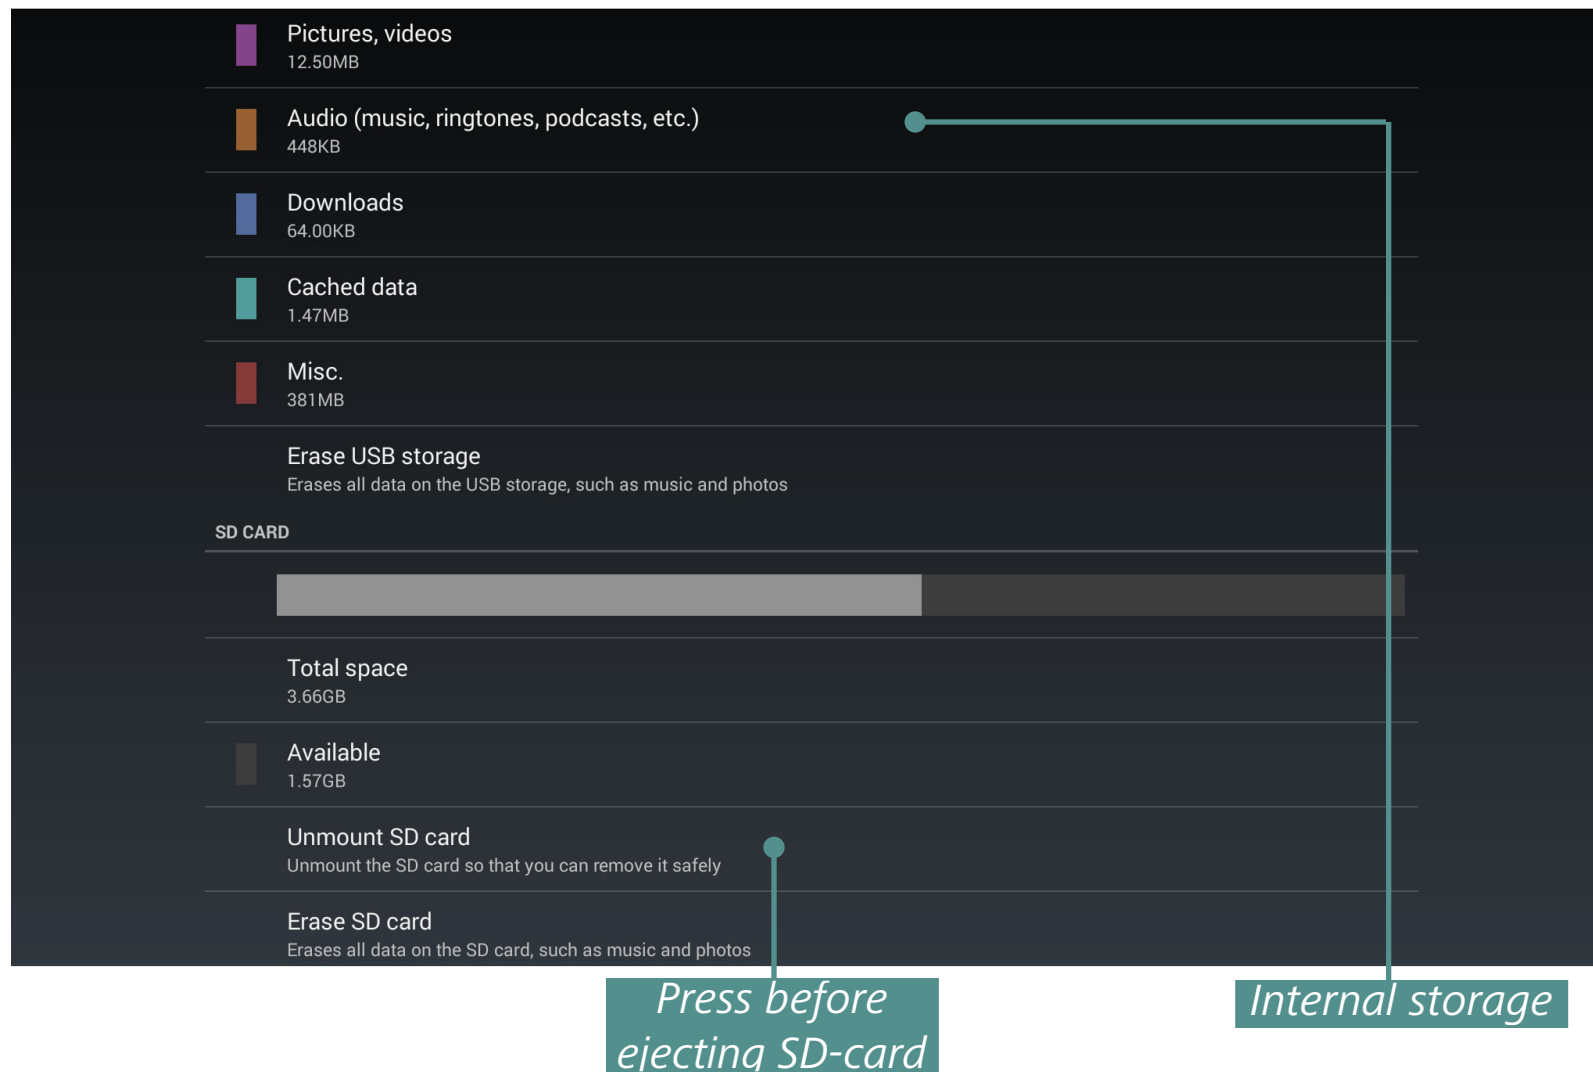 Pictures, videos
12.50MB
Audio (music, ringtones, podcasts, etc.)
448KB
Downloads
64.00KB
Cached data
1.47MB
Misc.
381MB
Erase USB storage
Erases all data on the USB storage, such as music and photos
SD CARD
Total space
3.66GB
Available
1.57GB
Unmount SD card
Unmount the SD card so that you can remove it safely
Erase SD card
Erases all data on the SD card, such as music and photos
Press before
ejecting SD-card
Internal storage